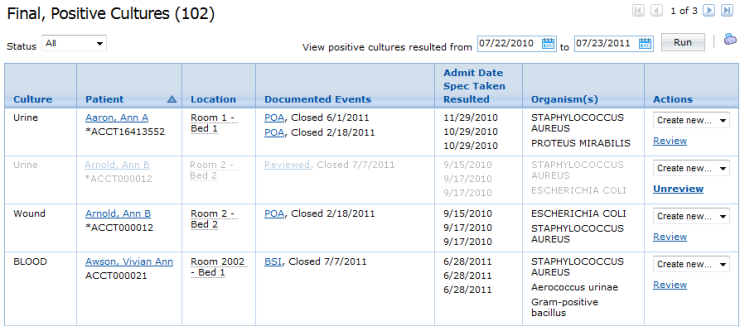 Final, Positive Cultures (102)
1 of 3
Status All
View positive cultures resulted from 07/22/2010 to 07/23/2011 Run
Culture Patient Location Documented Events Admit Date Spec Taken Resulted Organism(s) Actions
Urine Aaron, Ann A Room 1 - POA, Closed 6/1/2011 11/29/2010 STAPHYLOCOCCUS Create new...
*ACCT16413552 Bed 1 POA, Closed 2/18/2011 10/29/2010 AUREUS
10/29/2010 PROTEUS MIRABILIS Review
Urine Arnold, Ann B Room 2 - Reviewed, Closed 7/7/2011 9/15/2010 STAPHYLOCOCCUS Create new...
*ACCT000012 Bed 2 9/17/2010 AUREUS
9/17/2010 ESCHERICHIA COLI Unreview
Wound Arnold, Ann B Room 2 - POA, Closed 2/18/2011 9/15/2010 ESCHERICHIA COLI Create new...
*ACCT000012 Bed 2 9/17/2010 STAPHYLOCOCCUS
9/17/2010 AUREUS Review
BLOOD Awson, Vivian Ann Room 2002 BSI, Closed 7/7/2011 6/28/2011 STAPHYLOCOCCUS Create new...
ACCT000021 - Bed 1 6/28/2011 AUREUS
6/28/2011 Aerococcus urinae Review
Gram-positive
bacillus